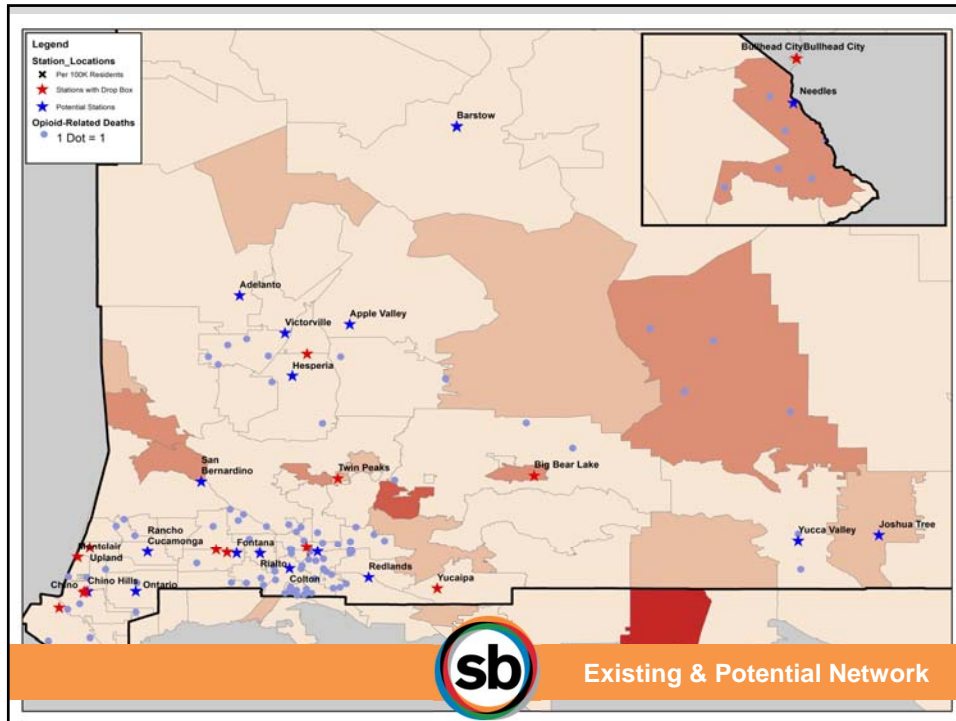 Legend
Station_Locations
Per 100K Residents
Stations with Drop Box
Potential Stations
Opioid-Related Deaths
1 Dot = 1
Bullhead CityBullhead City
Needles
Barstow
Adelanto
Victorville
Apple Valley
Hesperia
San
Bernardino
Twin Peaks
Big Bear Lake
Yucca Valley
Joshua Tree
Rancho
Cucamonga
Montclair
Upland
Fontana
Rialto
Colton
Redlands
Yucaipa
Chino
Chino Hills
Ontario
sb
Existing & Potential Network